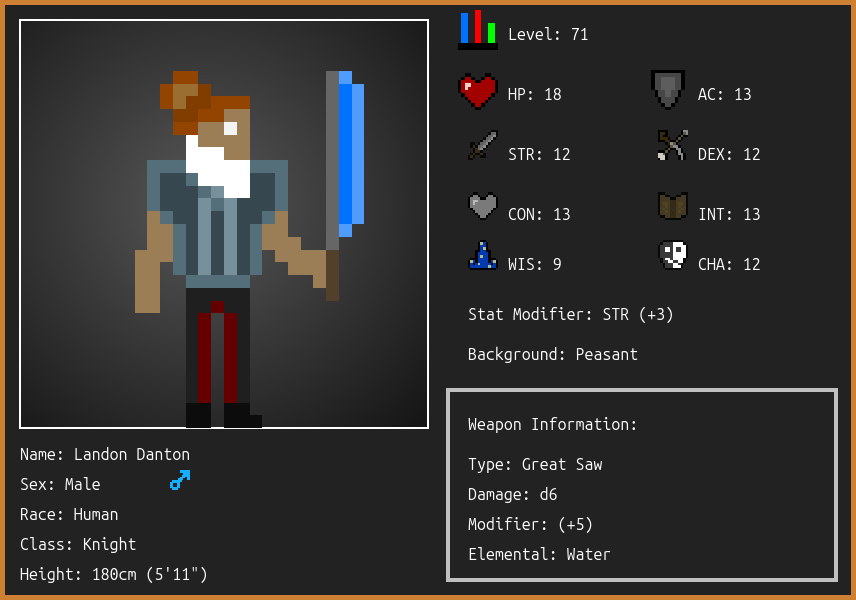 Level: 71
HP: 18
AC: 13
STR: 12
DEX: 12
CON: 13
INT: 13
WIS: 9
CHA: 12
Stat Modifier: STR (+3)
Background: Peasant
Weapon Information:
Type: Great Saw
Damage: d6
Modifier: (+5)
Elemental: Water
Name: Landon Danton
Sex: Male
Race: Human
Class: Knight
Height: 180cm (5'11")